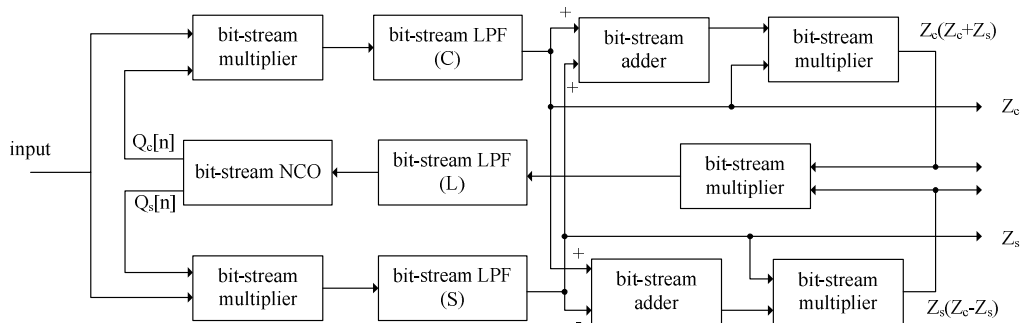 +
bit-stream
multiplier
bit-stream LPF
(C)
bit-stream
adder
bit-stream
multiplier
Z_c(Z_c+Z_s)
+
Z_c
Q_c[n]
input
bit-stream NCO
bit-stream LPF
(L)
bit-stream
multiplier
Q_s[n]
Z_s
+
bit-stream
multiplier
bit-stream LPF
(S)
bit-stream
adder
bit-stream
multiplier
Z_s(Z_c-Z_s)
-